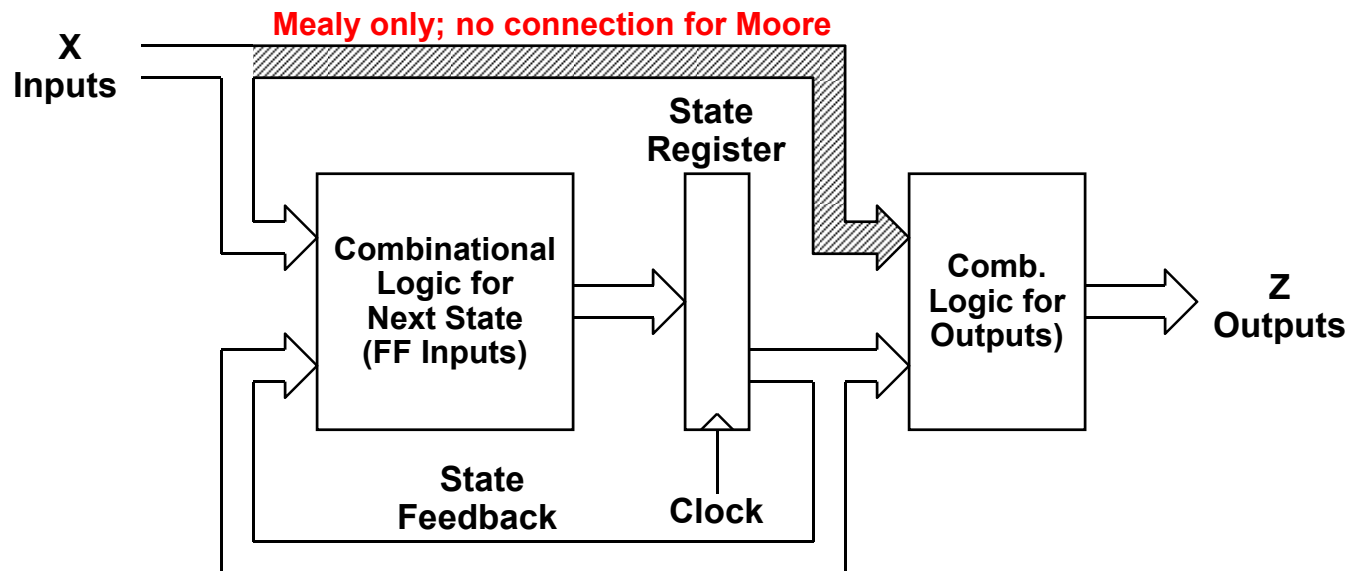 Mealy only; no connection for Moore
X
Inputs
State
Register
Combinational
Logic for
Next State
(FF Inputs)
Comb.
Logic for
Outputs)
Z
Outputs
State
Feedback
Clock